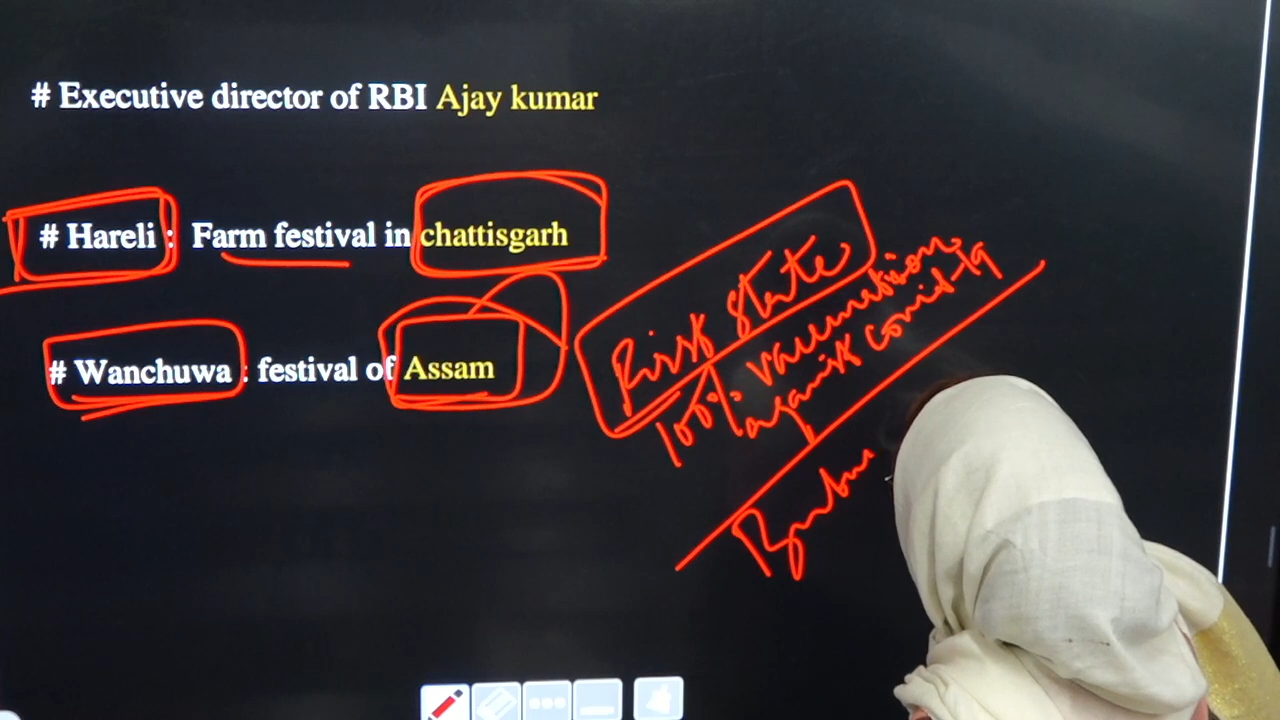 # Executive director of RBI Ajay kumar
# Hareli : Farm festival in chattisgarh
# Wanchuwa : festival of Assam
First State
100% vaccination
against covid-19